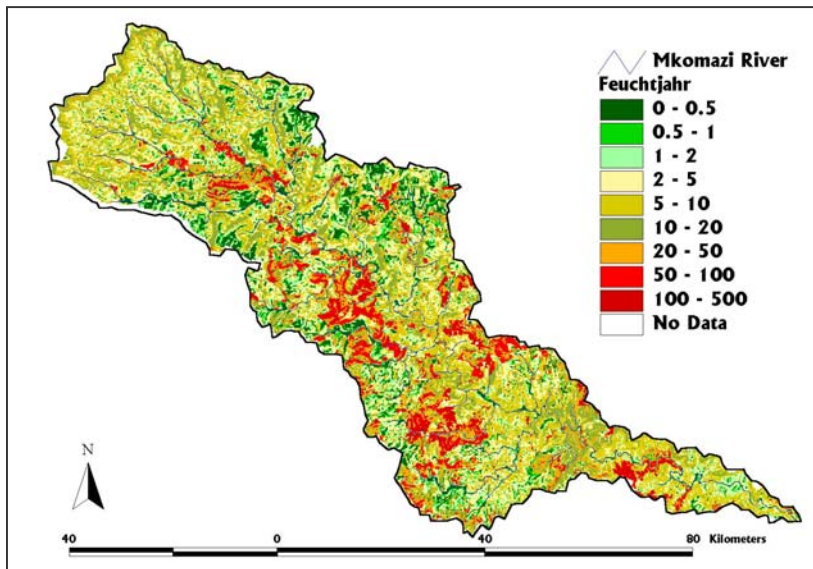 Mkomazi River
Feuchtjahr
0 - 0.5
0.5 - 1
1 - 2
2 - 5
5 - 10
10 - 20
20 - 50
50 - 100
100 - 500
No Data
N
40 0 40 80 Kilometers